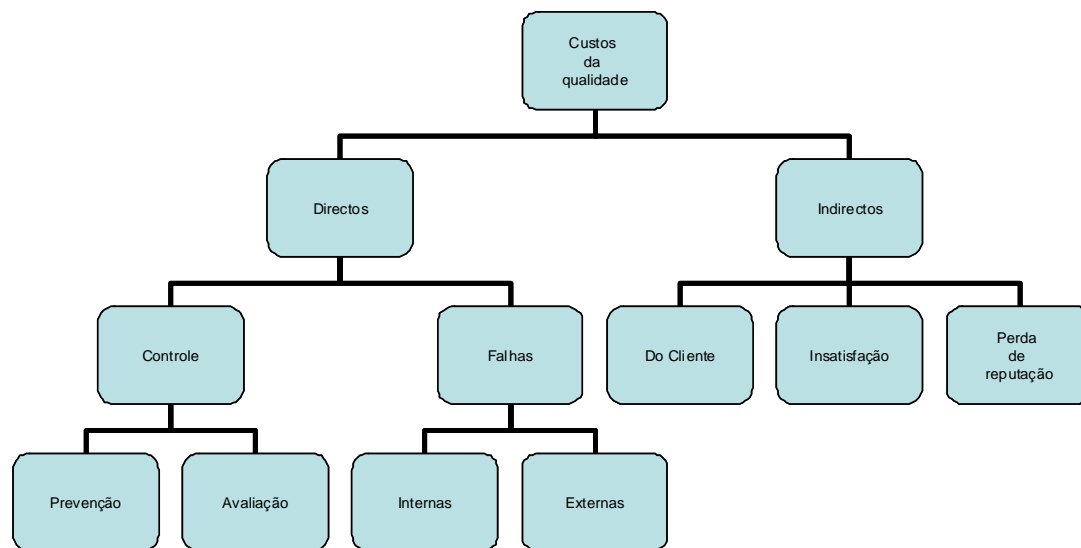 Custos
da
qualidade
Directos
Indirectos
Controle
Falhas
Do Cliente
Insatisfação
Perda
de
reputação
Prevenção
Avaliação
Internas
Externas